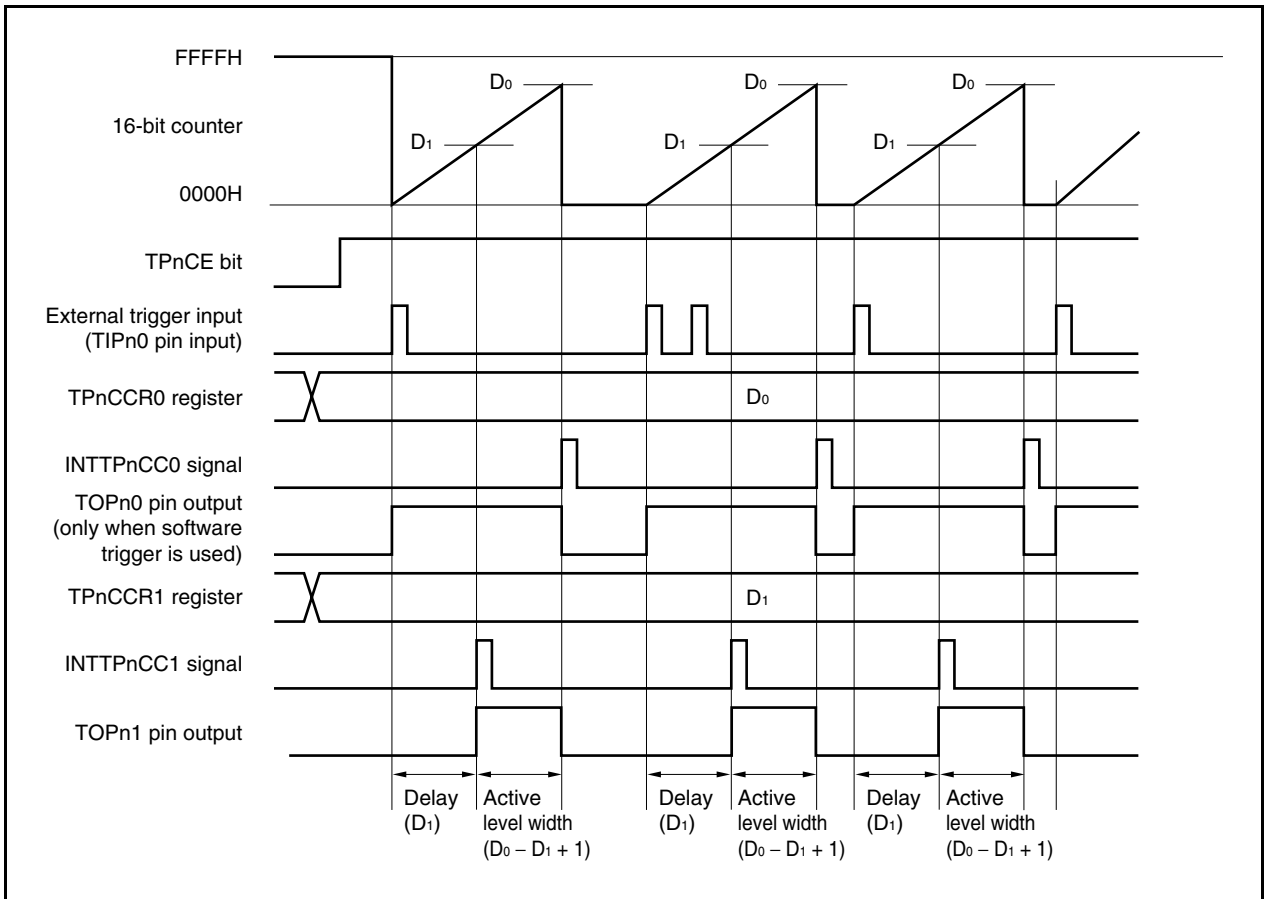 FFFFH
D₀ D₀ D₀
16-bit counter
D₁ D₁ D₁
0000H
TPnCE bit
External trigger input
(TIPn0 pin input)
TPnCCR0 register
D₀
INTTPnCC0 signal
TOPn0 pin output
(only when software
trigger is used)
TPnCCR1 register
D₁
INTTPnCC1 signal
TOPn1 pin output
Delay
(D₁)
Active
level width
(D₀ − D₁ + 1)
Delay
(D₁)
Active
level width
(D₀ − D₁ + 1)
Delay
(D₁)
Active
level width
(D₀ − D₁ + 1)